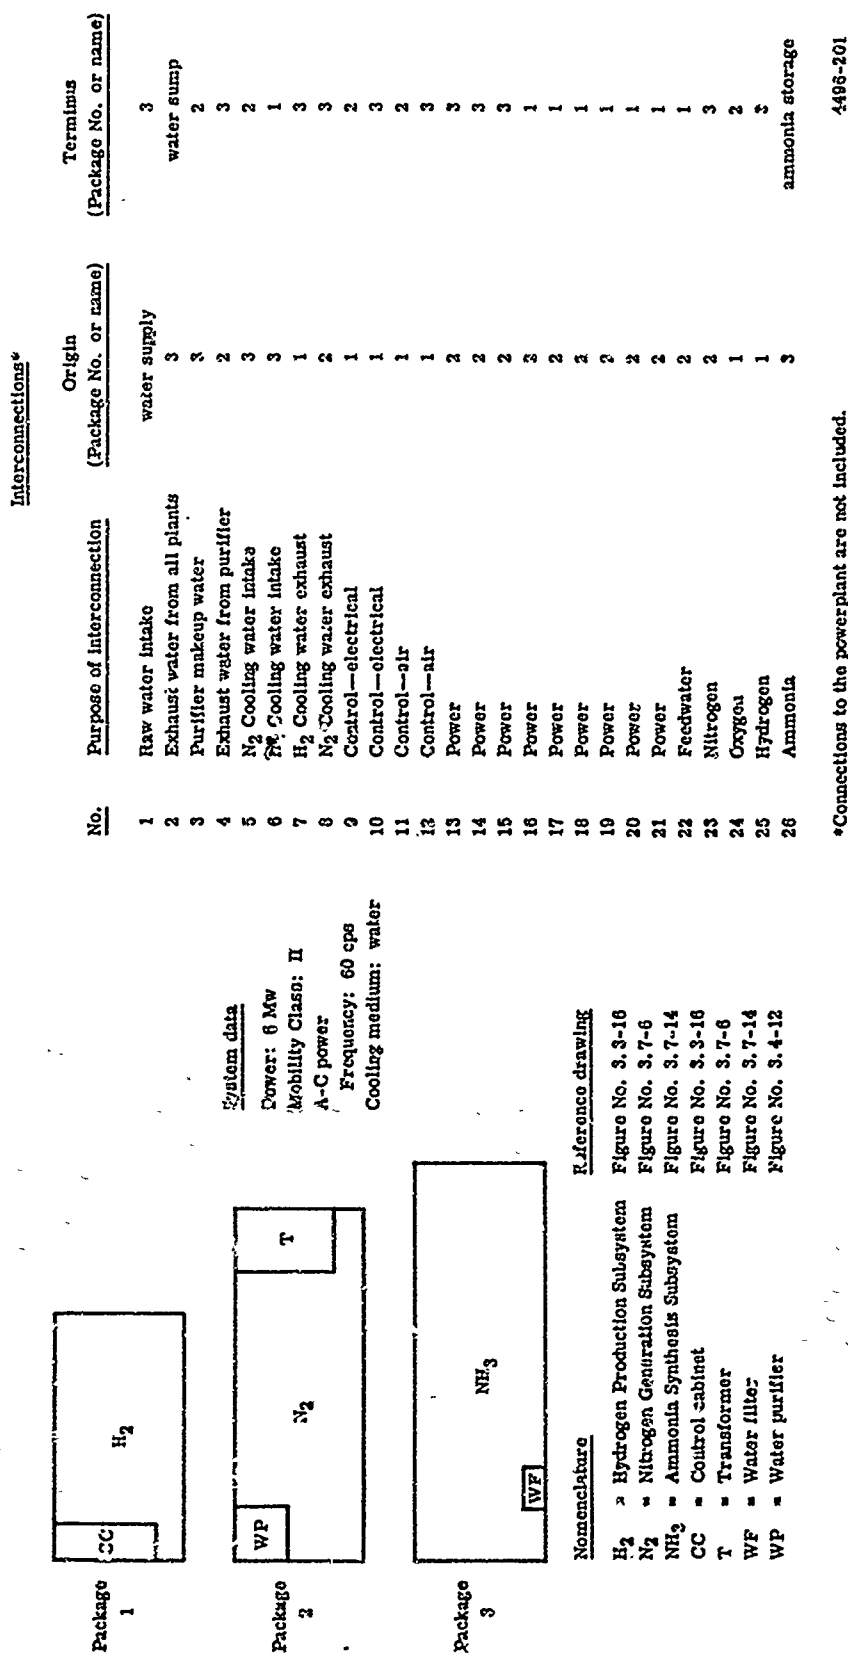 Package
1
CC
H2
Package
2
WP
N2
T
Package
3
WF
NH3
System data
Power: 6 Mw
Mobility Class: II
A-C power
Frequency: 60 cps
Cooling medium: water
Nomenclature Reference drawing
H2 = Hydrogen Production Subsystem Figure No. 3.3-16
N2 = Nitrogen Generation Subsystem Figure No. 3.7-6
NH3 = Ammonia Synthesis Subsystem Figure No. 3.7-14
CC = Control cabinet Figure No. 3.3-16
T = Transformer Figure No. 3.7-6
WF = Water filter Figure No. 3.7-14
WP = Water purifier Figure No. 3.4-12
Interconnections*
Origin Terminus
No. Purpose of interconnection (Package No. or name) (Package No. or name)
1 Raw water intake water supply 3
2 Exhaust water from all plants 3 water sump
3 Purifier makeup water 3 2
4 Exhaust water from purifier 2 3
5 N2 Cooling water intake 3 2
6 Cooling water intake 3 1
7 H2 Cooling water exhaust 1 3
8 N2 Cooling water exhaust 2 3
9 Control—electrical 1 2
10 Control—electrical 1 3
11 Control—air 1 2
12 Control—air 1 3
13 Power 2 3
14 Power 2 3
15 Power 2 3
16 Power 2 1
17 Power 2 1
18 Power 2 1
19 Power 2 1
20 Power 2 1
21 Power 2 1
22 Feedwater 2 1
23 Nitrogen 2 3
24 Oxygen 1 2
25 Hydrogen 1 3
26 Ammonia 3 ammonia storage
*Connections to the powerplant are not included.
4496-201